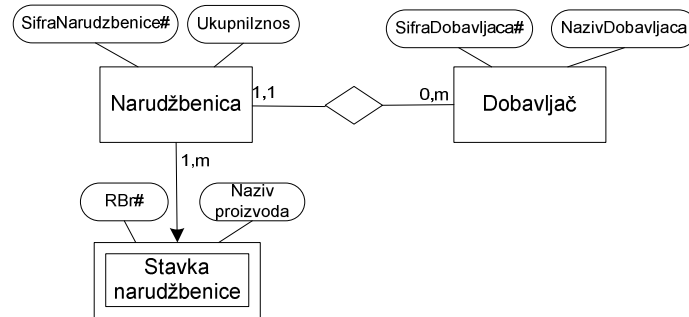 SifraNarudzbenice#
UkupniIznos
SifraDobavljaca#
NazivDobavljaca
Narudžbenica
1,1
0,m
Dobavljač
1,m
RBr#
Naziv
proizvoda
Stavka
narudžbenice